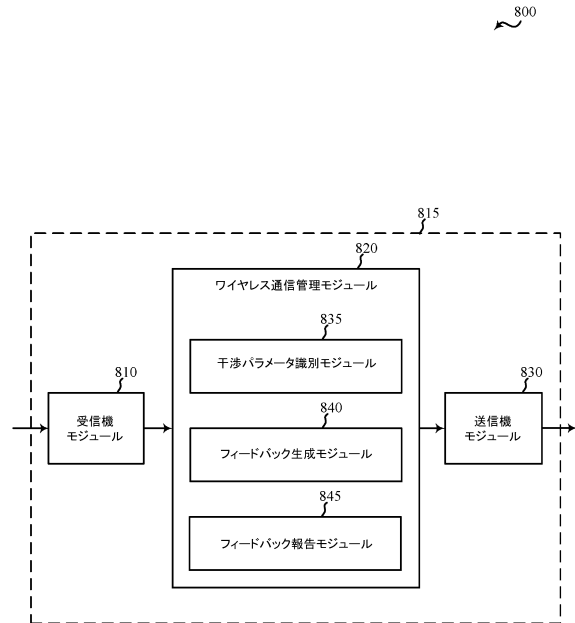 800
815
820
ワイヤレス通信管理モジュール
835
干渉パラメータ識別モジュール
810
受信機
モジュール
840
フィードバック生成モジュール
830
送信機
モジュール
845
フィードバック報告モジュール